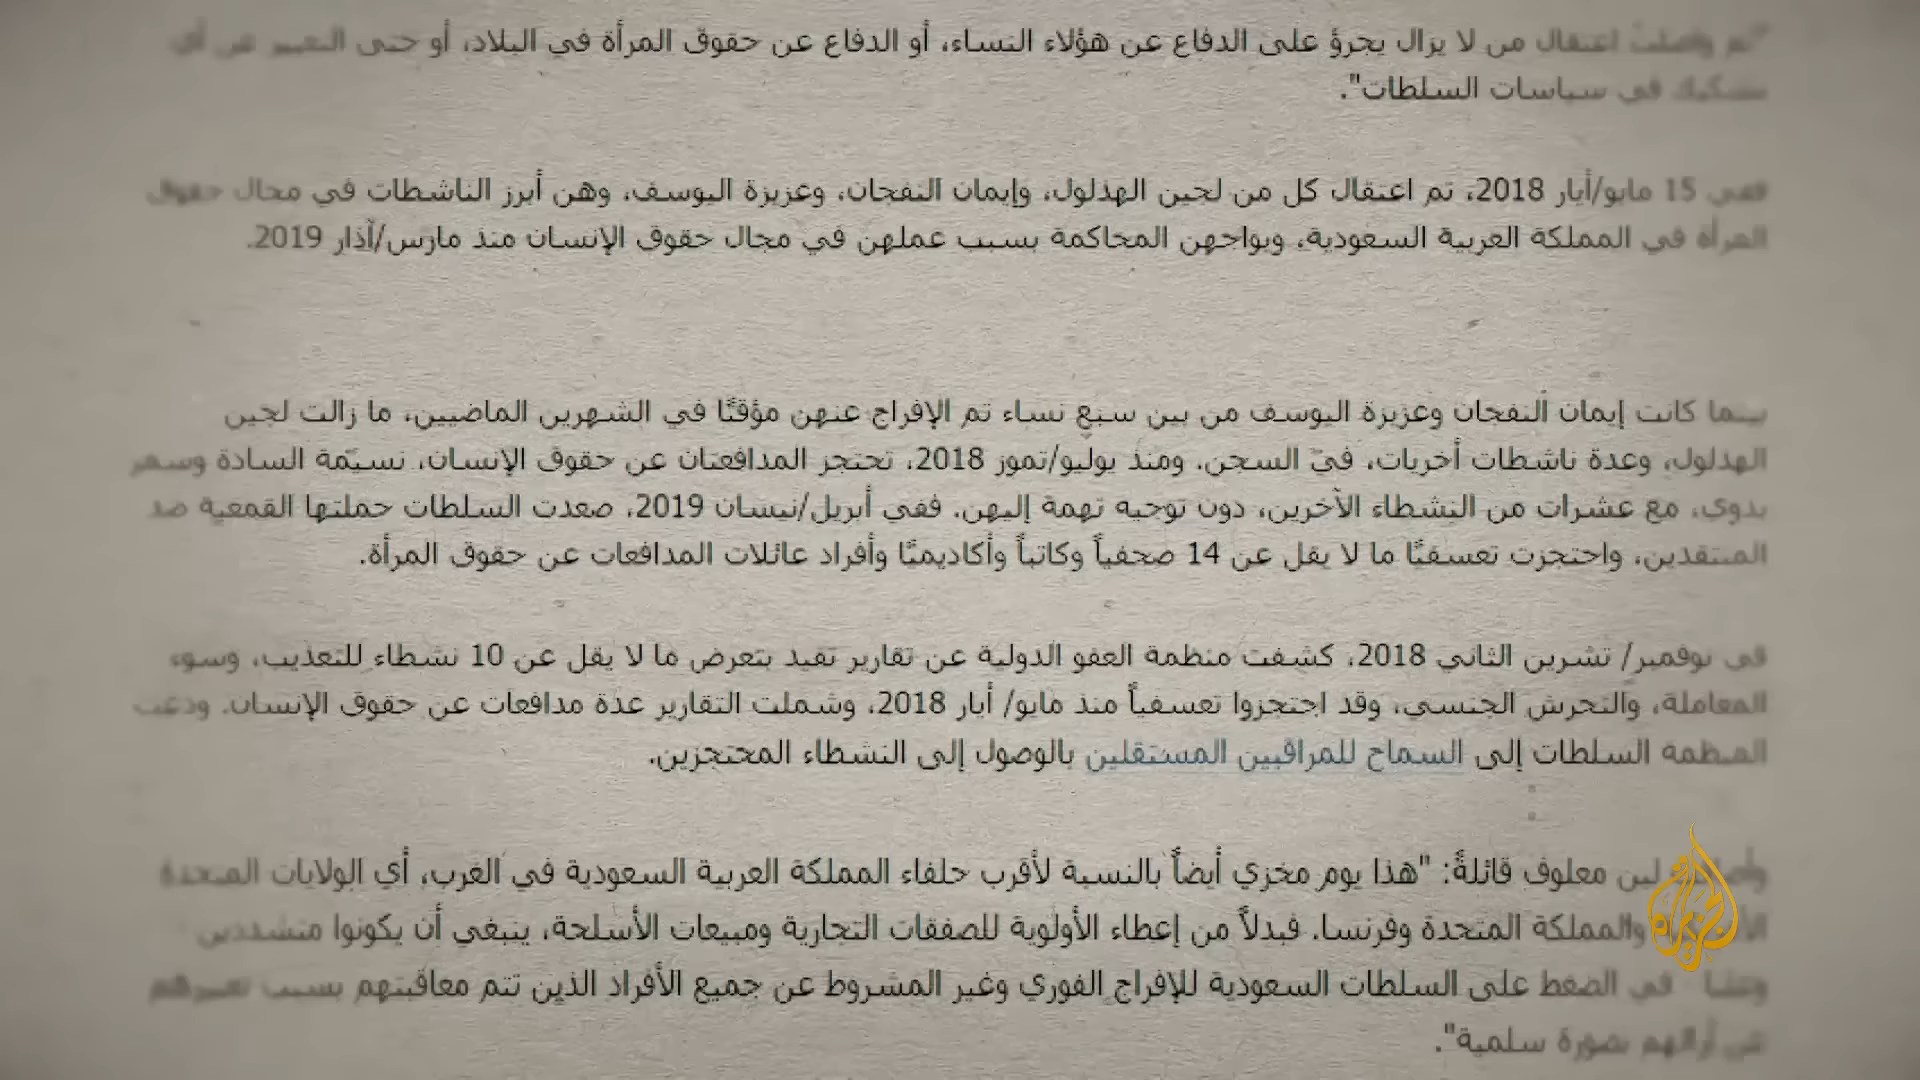 "ثم واصلت اعتقال من لا يزال يجرؤ على الدفاع عن هؤلاء النساء، أو الدفاع عن حقوق المرأة في البلاد، أو حتى التعبير عن أي
تشكيك في سياسات السلطات".
ففي 15 مايو/أيار 2018، تم اعتقال كل من لجين الهذلول، وإيمان النفجان، وعزيزة اليوسف، وهن أبرز الناشطات في مجال حقوق
المرأة في المملكة العربية السعودية، ويواجهن المحاكمة بسبب عملهن في مجال حقوق الإنسان منذ مارس/آذار 2019.
بينما كانت إيمان النفجان وعزيزة اليوسف من بين سبع نساء تم الإفراج عنهن مؤقتًا في الشهرين الماضيين، ما زالت لجين
الهذلول، وعدة ناشطات أخريات، في السجن. ومنذ يوليو/تموز 2018، تحتجز المدافعتان عن حقوق الإنسان، نسيّمة السادة وسمر
بدوي، مع عشرات من النشطاء الآخرين، دون توجيه تهمة إليهن. ففي أبريل/نيسان 2019، صعدت السلطات حملتها القمعية ضد
المنتقدين، واحتجزت تعسفيًا ما لا يقل عن 14 صحفياً وكاتباً وأكاديميًا وأفراد عائلات المدافعات عن حقوق المرأة.
في نوفمبر/ تشرين الثاني 2018، كشفت منظمة العفو الدولية عن تقارير تفيد بتعرض ما لا يقل عن 10 نشطاء للتعذيب، وسوء
المعاملة، والتحرش الجنسي، وقد احتجزوا تعسفياً منذ مايو/ أيار 2018، وشملت التقارير عدة مدافعات عن حقوق الإنسان. ودعت
المنظمة السلطات إلى السماح للمراقبين المستقلين بالوصول إلى النشطاء المحتجزين.
لين معلوف قائلةً: "هذا يوم مخزي أيضاً بالنسبة لأقرب حلفاء المملكة العربية السعودية في الغرب، أي الولايات المتحدة
والمملكة المتحدة وفرنسا. فبدلاً من إعطاء الأولوية للصفقات التجارية ومبيعات الأسلحة، ينبغي أن يكونوا متشددين
في الضغط على السلطات السعودية للإفراج الفوري وغير المشروط عن جميع الأفراد الذين تتم معاقبتهم بسبب تعبيرهم
عن آرائهم بصورة سلمية".
الجزيرة